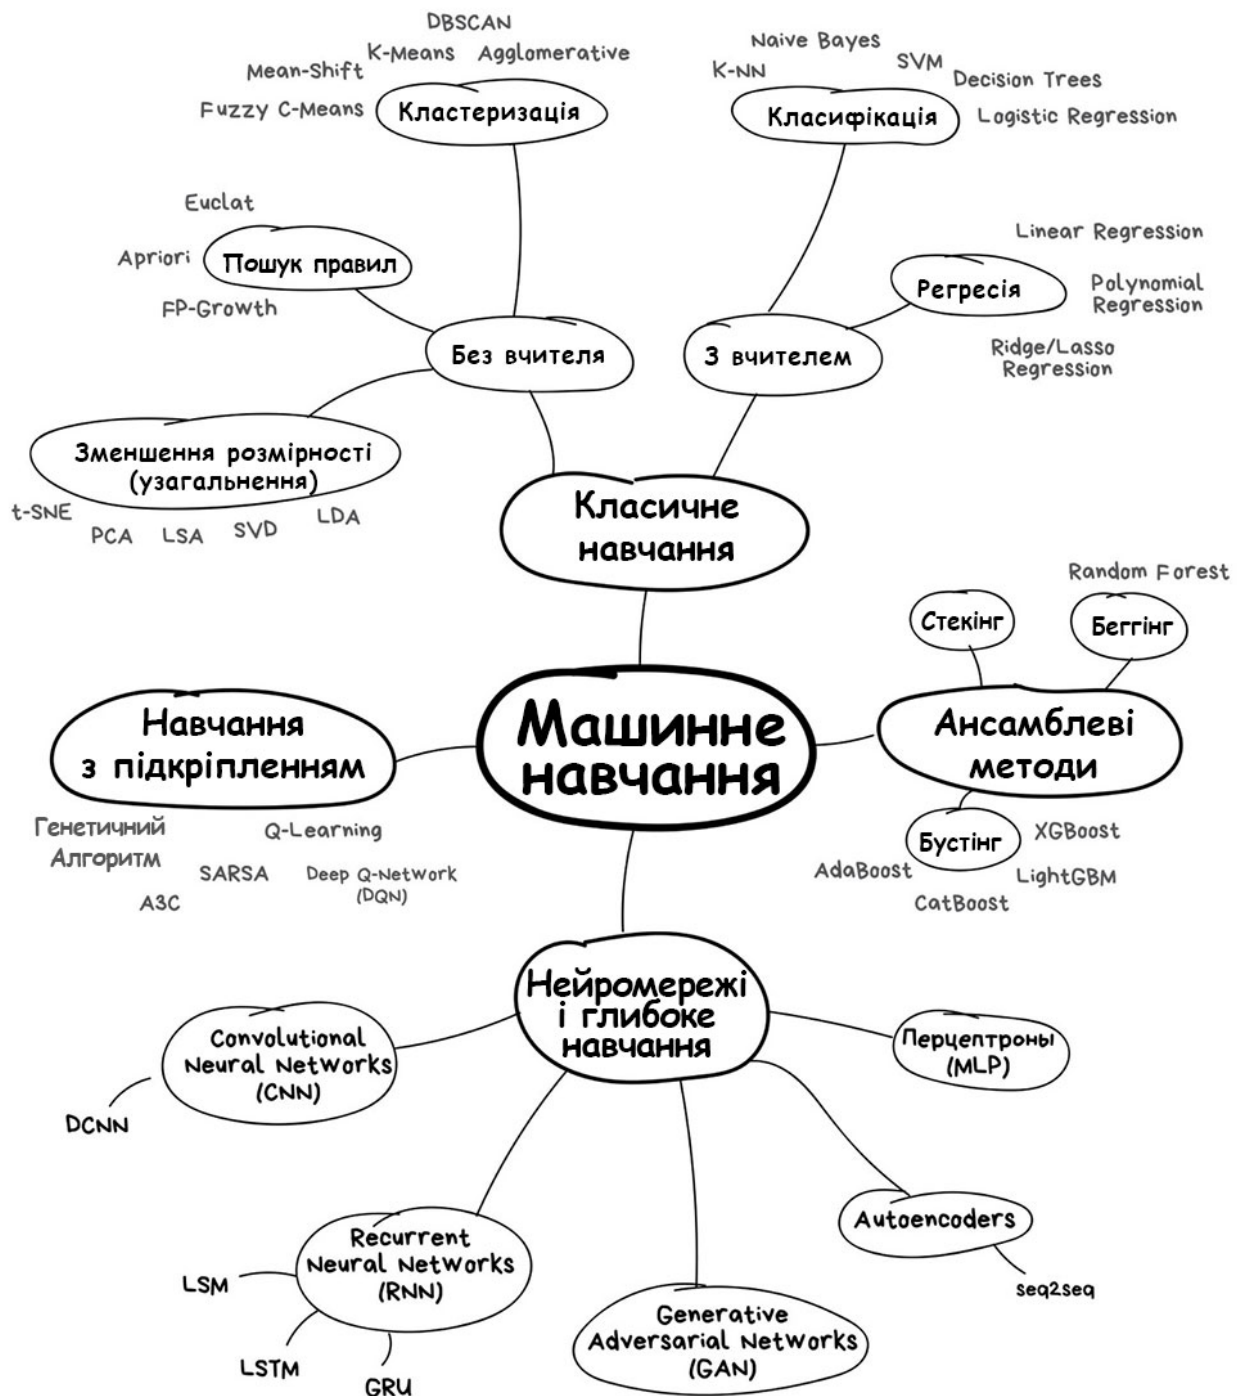 DBSCAN
K-Means
Agglomerative
Mean-Shift
Fuzzy C-Means
Кластеризація
Naive Bayes
K-NN
SVM
Decision Trees
Класифікація
Logistic Regression
Euclat
Apriori
Пошук правил
FP-Growth
Linear Regression
Регресія
Polynomial
Regression
Ridge/Lasso
Regression
Без вчителя
З вчителем
Зменшення розмірності
(узагальнення)
t-SNE
PCA
LSA
SVD
LDA
Класичне
навчання
Random Forest
Стекінг
Беггінг
Машинне
навчання
Навчання
з підкріпленням
Ансамблеві
методи
Генетичний
Алгоритм
Q-Learning
SARSA
Deep Q-Network
(DQN)
A3C
Бустінг
XGBoost
AdaBoost
LightGBM
CatBoost
Нейромережі
і глибоке
навчання
Convolutional
Neural Networks
(CNN)
DCNN
Перцептроны
(MLP)
Autoencoders
seq2seq
Recurrent
Neural Networks
(RNN)
LSM
LSTM
GRU
Generative
Adversarial Networks
(GAN)